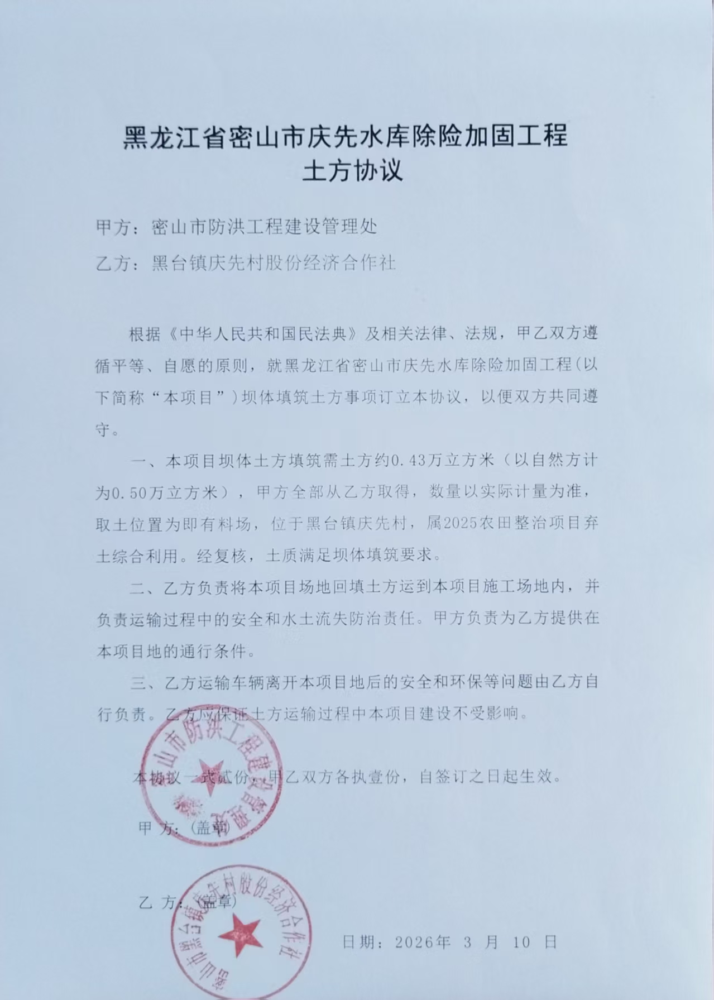 黑龙江省密山市庆先水库除险加固工程
土方协议
甲方：密山市防洪工程建设管理处
乙方：黑台镇庆先村股份经济合作社
根据《中华人民共和国民法典》及相关法律、法规，甲乙双方遵
循平等、自愿的原则，就黑龙江省密山市庆先水库除险加固工程(以
下简称“本项目”)坝体填筑土方事项订立本协议，以便双方共同遵
守。
一、本项目坝体土方填筑需土方约0.43万立方米（以自然方计
为0.50万立方米），甲方全部从乙方取得，数量以实际计量为准，
取土位置为即有料场，位于黑台镇庆先村，属2025农田整治项目弃
土综合利用。经复核，土质满足坝体填筑要求。
二、乙方负责将本项目场地回填土方运到本项目施工场地内，并
负责运输过程中的安全和水土流失防治责任。甲方负责为乙方提供在
本项目地的通行条件。
三、乙方运输车辆离开本项目地后的安全和环保等问题由乙方自
行负责。乙方应保证土方运输过程中本项目建设不受影响。
本协议一式贰份，甲乙双方各执壹份，自签订之日起生效。
甲 方：(盖章)
山市防洪工程建设管理处
乙 方：(盖章)
密山市黑台镇庆先村股份经济合作社
日期：2026年 3 月 10 日